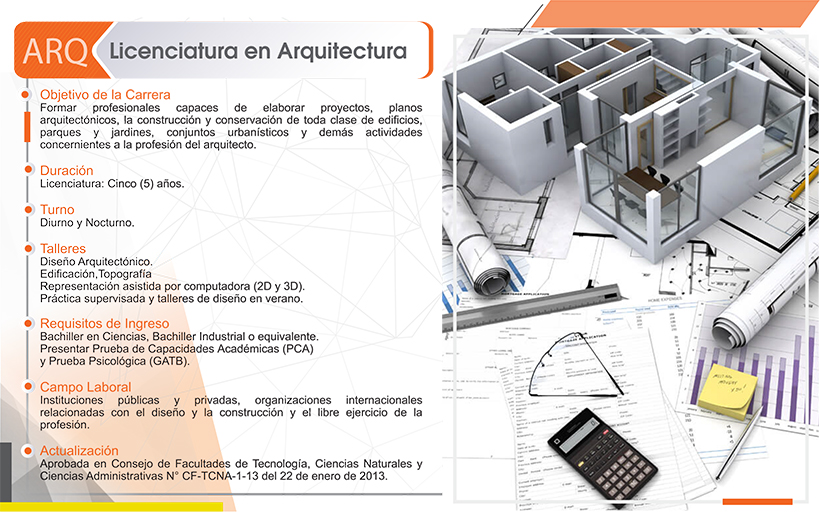 ARQ
Licenciatura en Arquitectura
Objetivo de la Carrera
Formar profesionales capaces de elaborar proyectos, planos
arquitectónicos, la construcción y conservación de toda clase de edificios,
parques y jardines, conjuntos urbanísticos y demás actividades
concernientes a la profesión del arquitecto.
Duración
Licenciatura: Cinco (5) años.
Turno
Diurno y Nocturno.
Talleres
Diseño Arquitectónico.
Edificación,Topografía
Representación asistida por computadora (2D y 3D).
Práctica supervisada y talleres de diseño en verano.
Requisitos de Ingreso
Bachiller en Ciencias, Bachiller Industrial o equivalente.
Presentar Prueba de Capacidades Académicas (PCA)
y Prueba Psicológica (GATB).
Campo Laboral
Instituciones públicas y privadas, organizaciones internacionales
relacionadas con el diseño y la construcción y el libre ejercicio de la
profesión.
Actualización
Aprobada en Consejo de Facultades de Tecnología, Ciencias Naturales y
Ciencias Administrativas N° CF-TCNA-1-13 del 22 de enero de 2013.
MORTGAGE APPLICATION
HOME EXPENSES
MORTGAGE APPLICATION